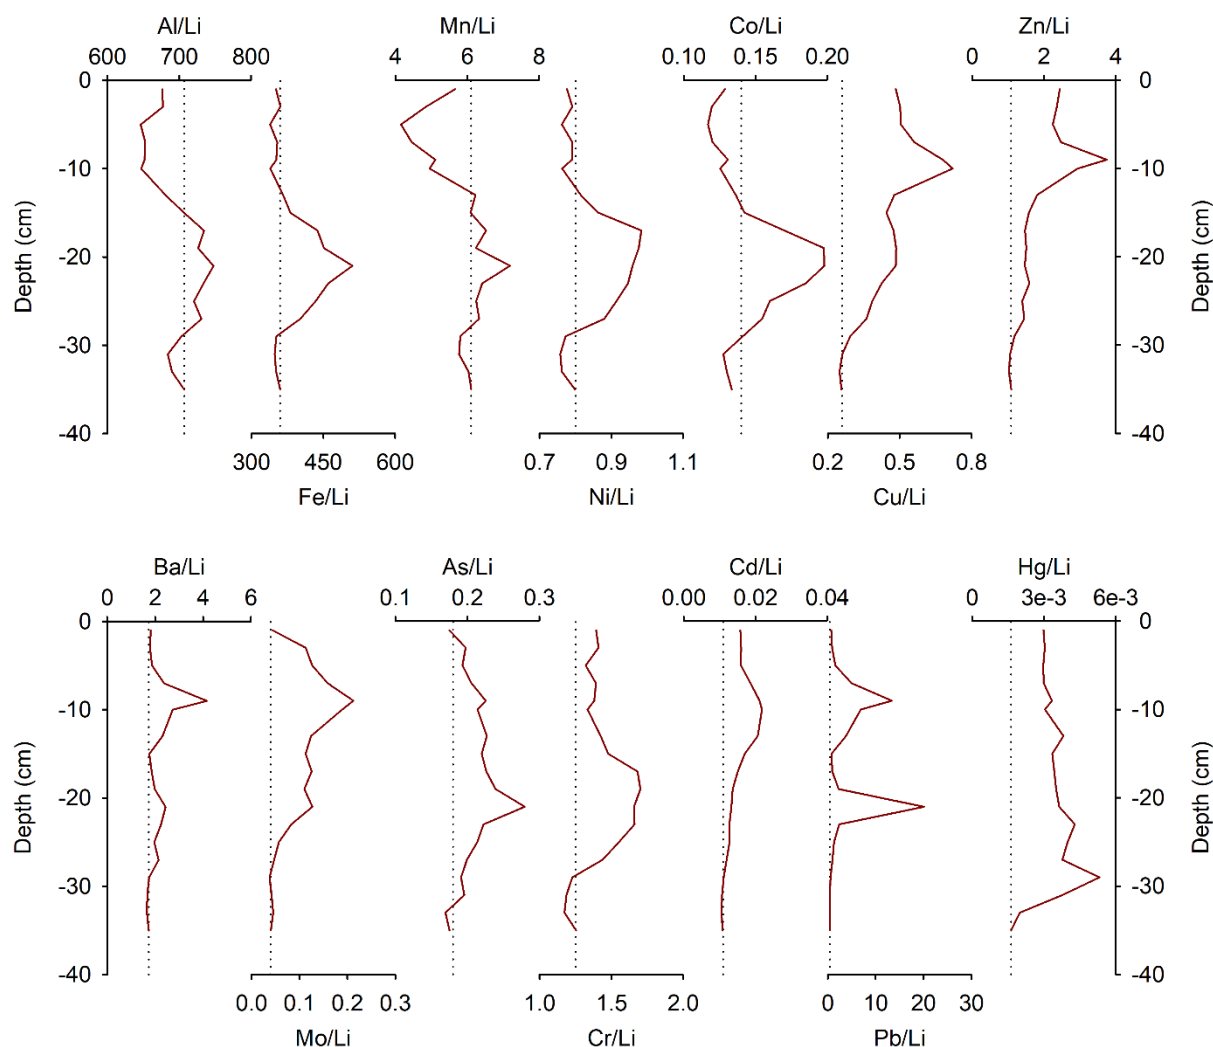 Al/Li Mn/Li Co/Li Zn/Li
600 700 800 4 6 8 0.10 0.15 0.20 0 2 4
0 0
-10 -10
-20 -20
-30 -30
-40 -40
Depth (cm) Depth (cm)
300 450 600 0.7 0.9 1.1 0.2 0.5 0.8
Fe/Li Ni/Li Cu/Li
Ba/Li As/Li Cd/Li Hg/Li
0 2 4 6 0.1 0.2 0.3 0.00 0.02 0.04 0 3e-3 6e-3
0 0
-10 -10
-20 -20
-30 -30
-40 -40
Depth (cm) Depth (cm)
0.0 0.1 0.2 0.3 1.0 1.5 2.0 0 10 20 30
Mo/Li Cr/Li Pb/Li